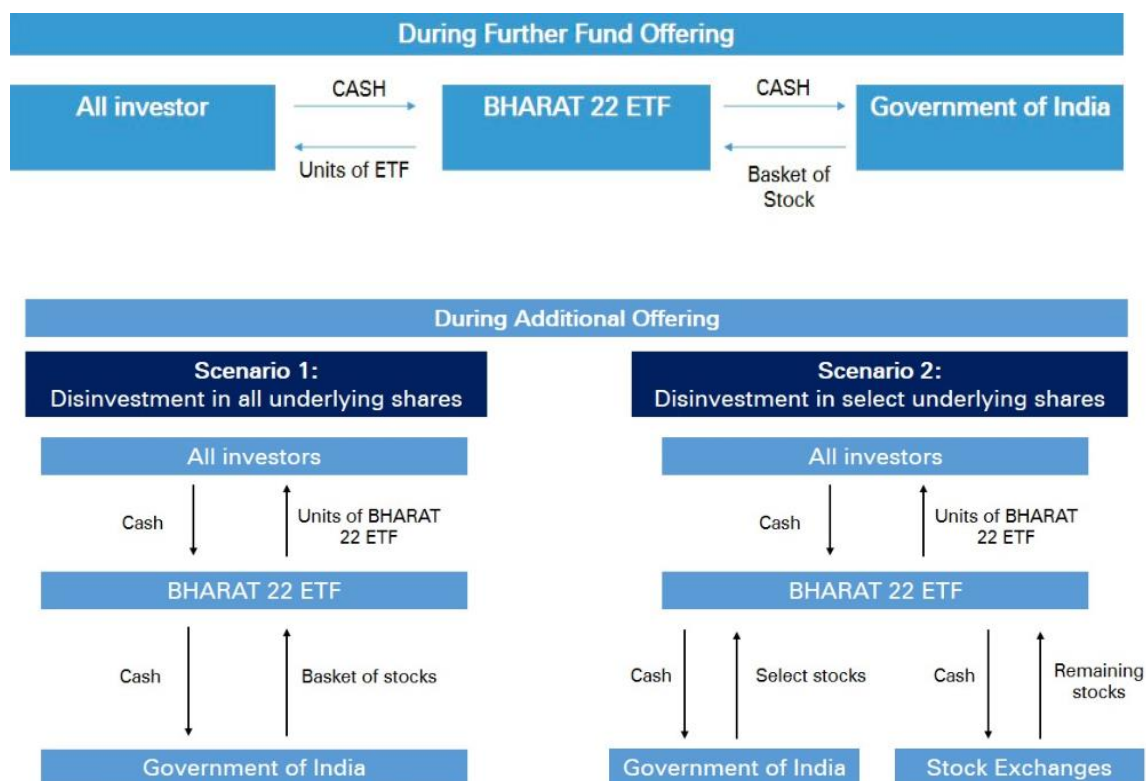 During Further Fund Offering
All investor
CASH
BHARAT 22 ETF
CASH
Government of India
Units of ETF
Basket of
Stock
During Additional Offering
Scenario 1:
Disinvestment in all underlying shares
All investors
Cash
Units of BHARAT
22 ETF
BHARAT 22 ETF
Cash
Basket of stocks
Government of India
Scenario 2:
Disinvestment in select underlying shares
All investors
Cash
Units of BHARAT
22 ETF
BHARAT 22 ETF
Cash
Select stocks
Cash
Remaining
stocks
Government of India
Stock Exchanges